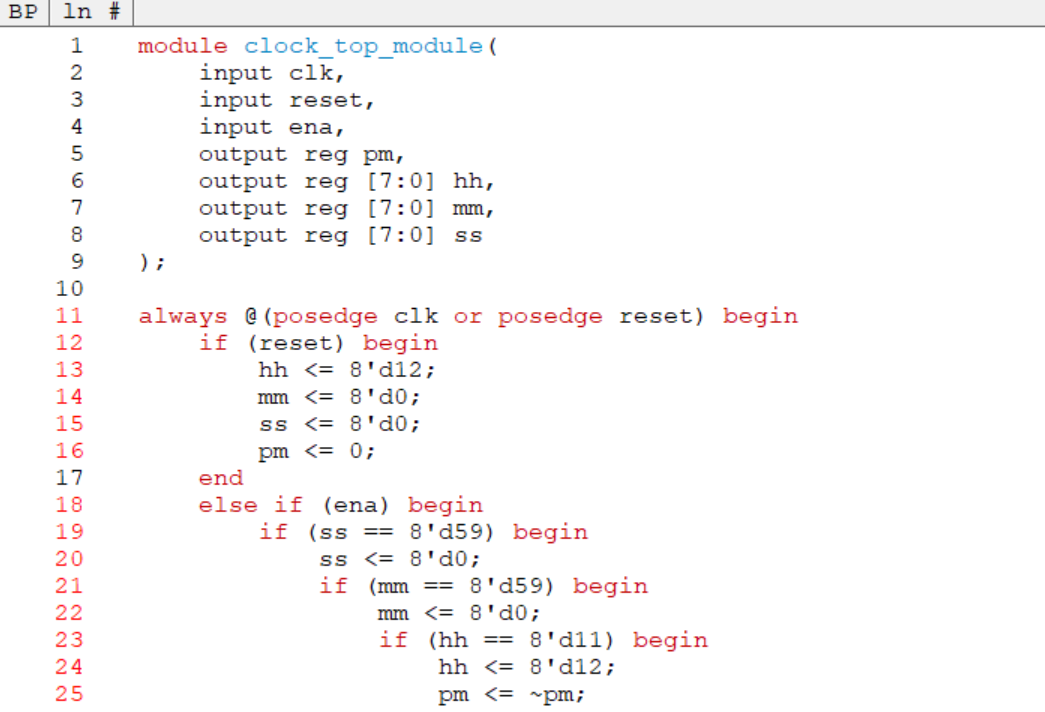 BP ln #
1 module clock_top_module(
2 input clk,
3 input reset,
4 input ena,
5 output reg pm,
6 output reg [7:0] hh,
7 output reg [7:0] mm,
8 output reg [7:0] ss
9 );
10
11 always @(posedge clk or posedge reset) begin
12 if (reset) begin
13 hh <= 8'd12;
14 mm <= 8'd0;
15 ss <= 8'd0;
16 pm <= 0;
17 end
18 else if (ena) begin
19 if (ss == 8'd59) begin
20 ss <= 8'd0;
21 if (mm == 8'd59) begin
22 mm <= 8'd0;
23 if (hh == 8'd11) begin
24 hh <= 8'd12;
25 pm <= ~pm;